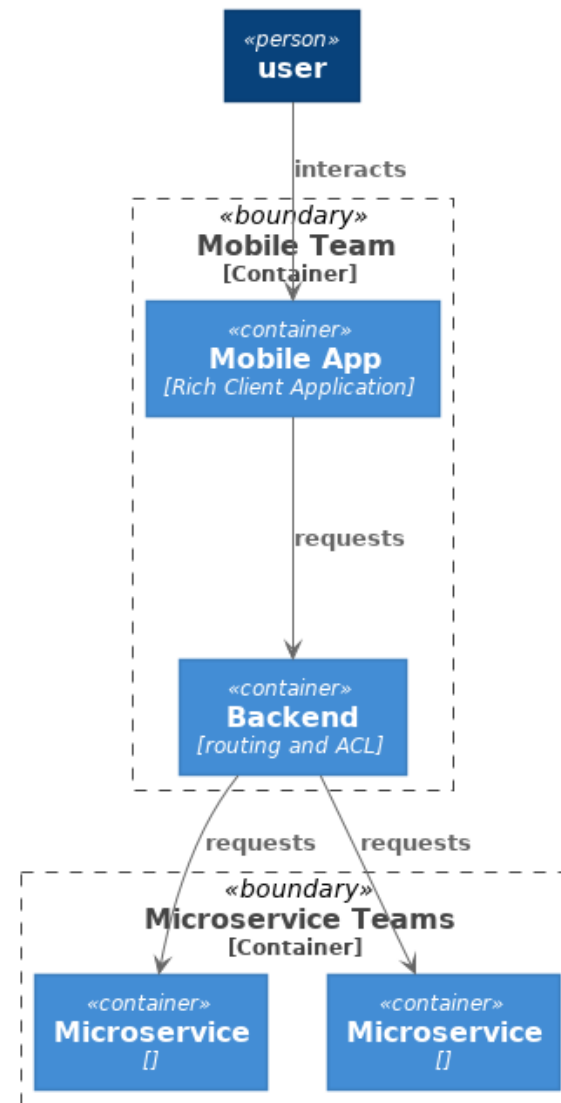 «person»
user
interacts
«boundary»
Mobile Team
[Container]
«container»
Mobile App
[Rich Client Application]
requests
«container»
Backend
[routing and ACL]
requests
requests
«boundary»
Microservice Teams
[Container]
«container»
Microservice
[]
«container»
Microservice
[]